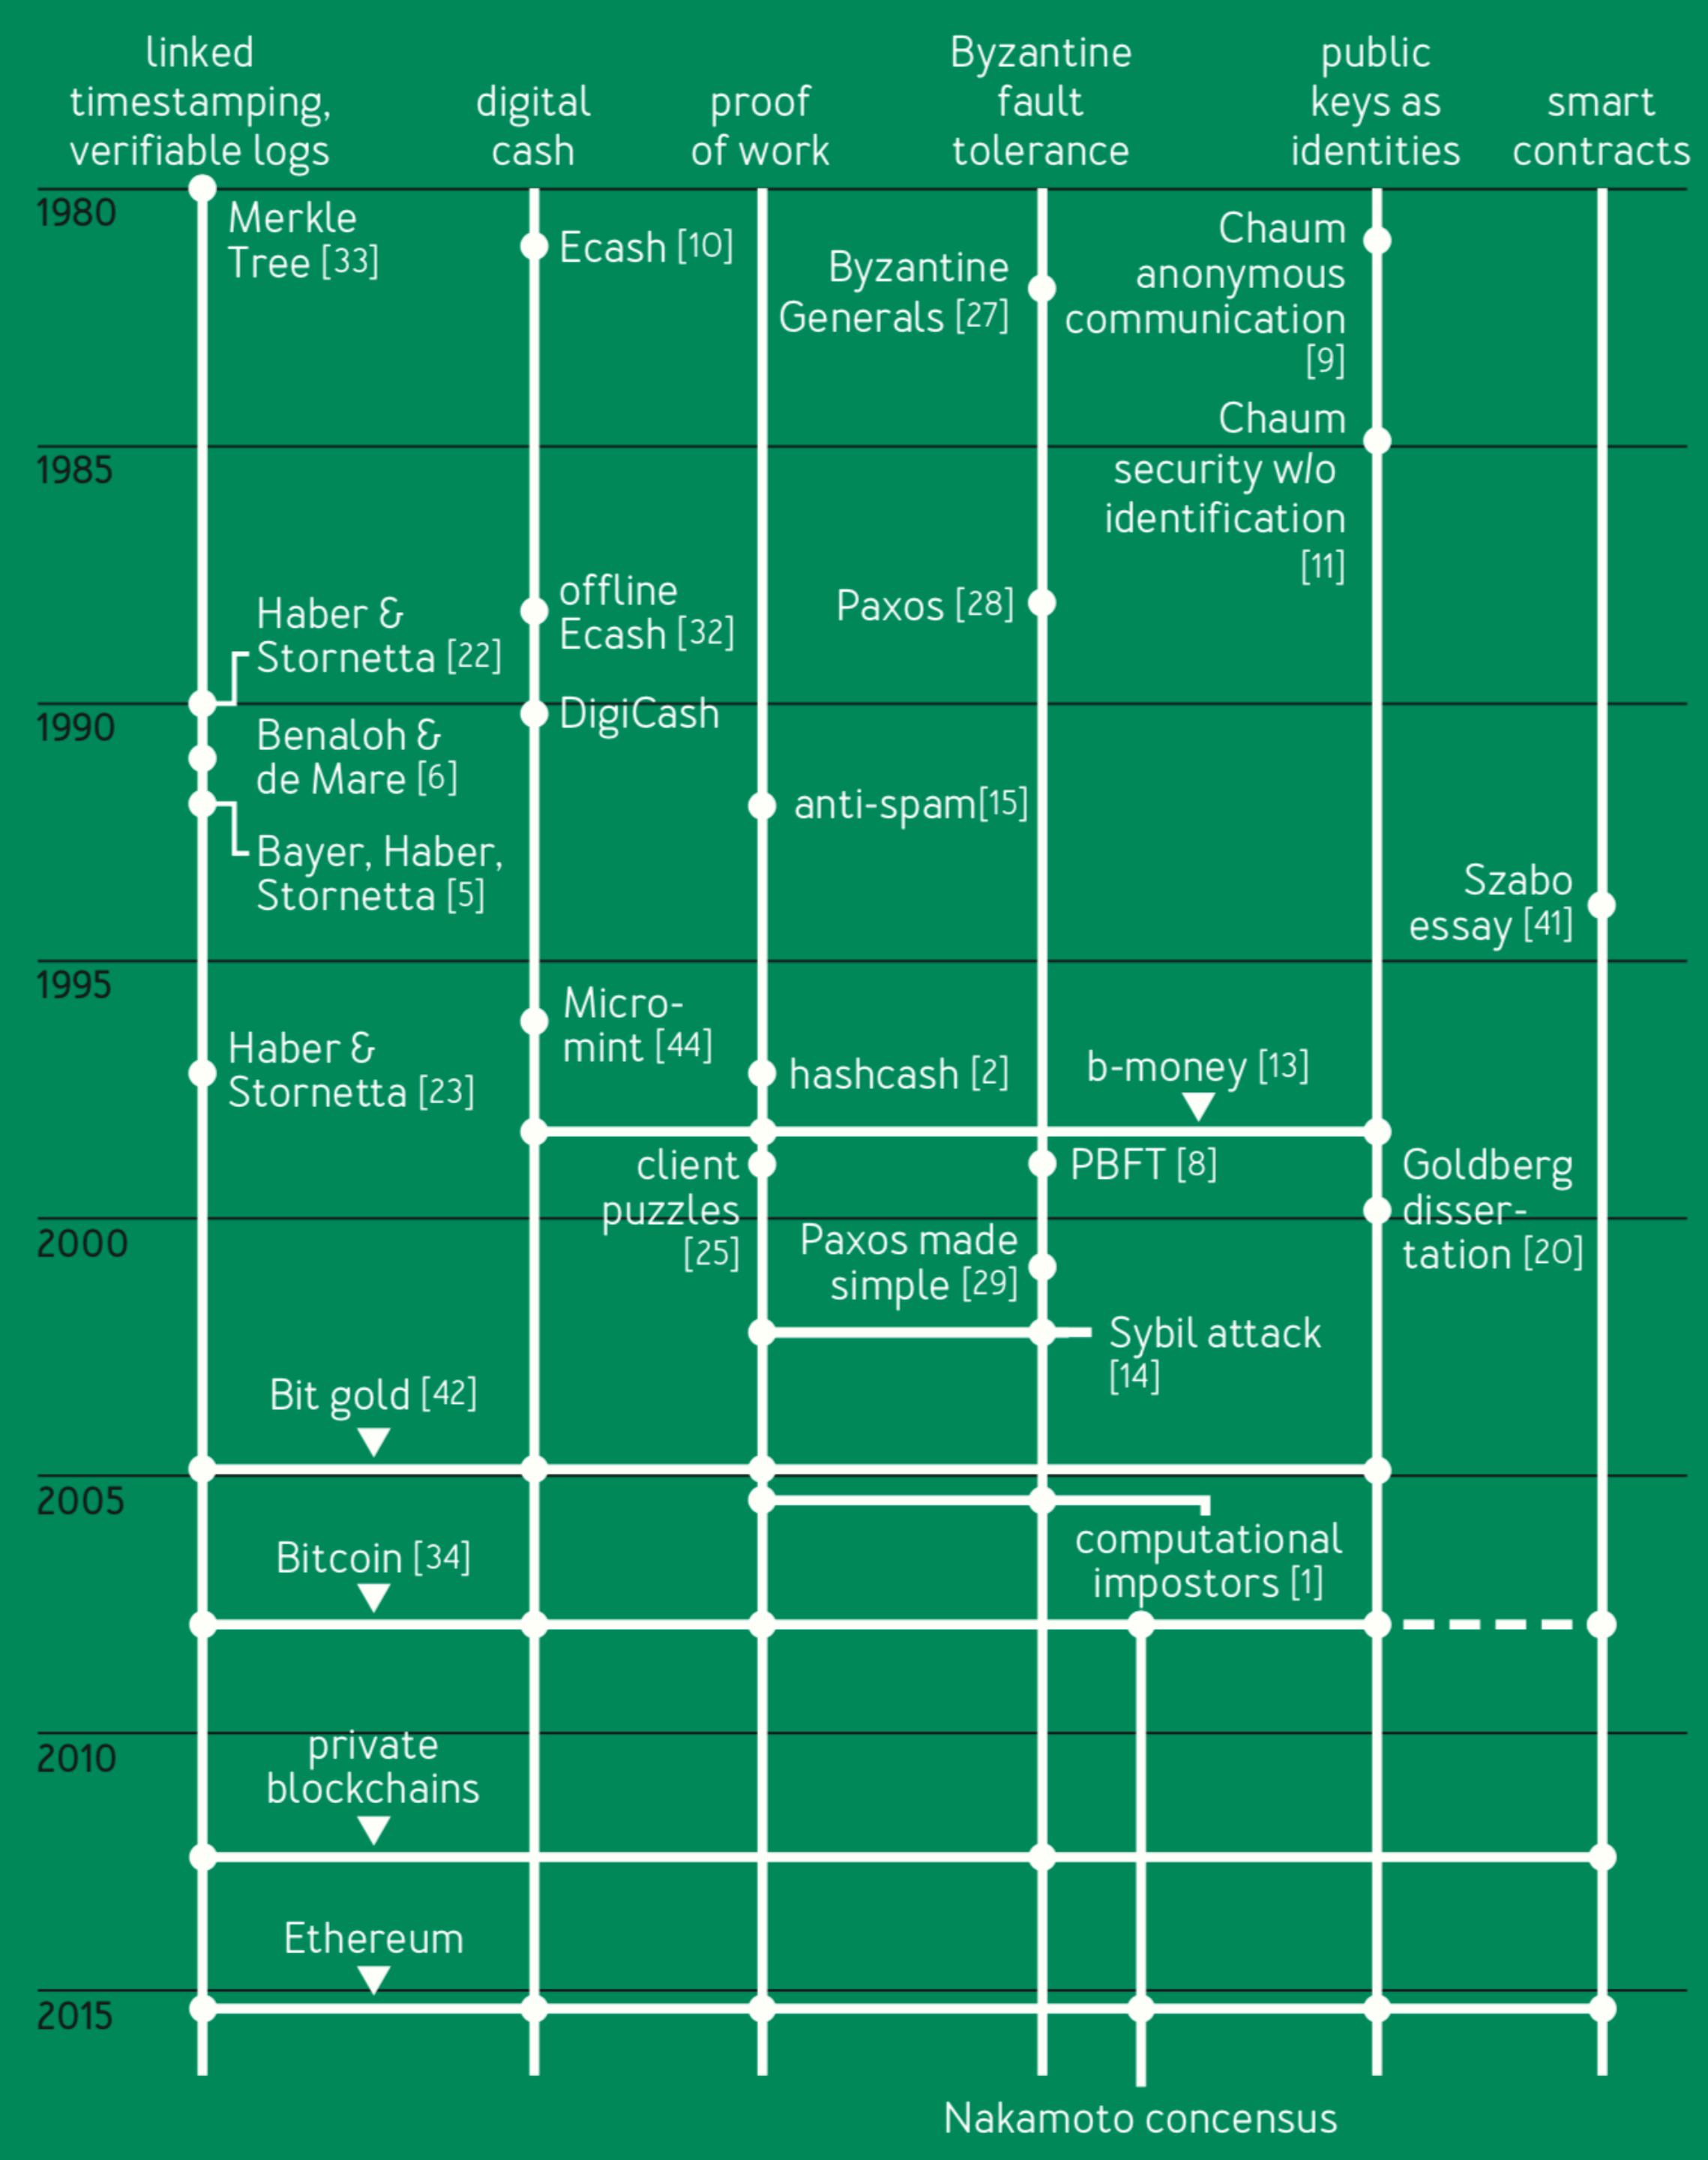 linked
timestamping,
verifiable logs
digital
cash
proof
of work
Byzantine
fault
tolerance
public
keys as
identities
smart
contracts
1980
Merkle
Tree [33]
Ecash [10]
Byzantine
Generals [27]
Chaum
anonymous
communication
[9]
1985
Chaum
security w/o
identification
[11]
Haber &
Stornetta [22]
offline
Ecash [32]
Paxos [28]
1990
DigiCash
Benaloh &
de Mare [6]
anti-spam[15]
Bayer, Haber,
Stornetta [5]
Szabo
essay [41]
1995
Micro-
mint [44]
Haber &
Stornetta [23]
hashcash [2]
b-money [13]
client
puzzles
[25]
PBFT [8]
Goldberg
disser-
tation [20]
2000
Paxos made
simple [29]
Sybil attack
[14]
Bit gold [42]
2005
computational
impostors [1]
Bitcoin [34]
2010
private
blockchains
Ethereum
2015
Nakamoto concensus